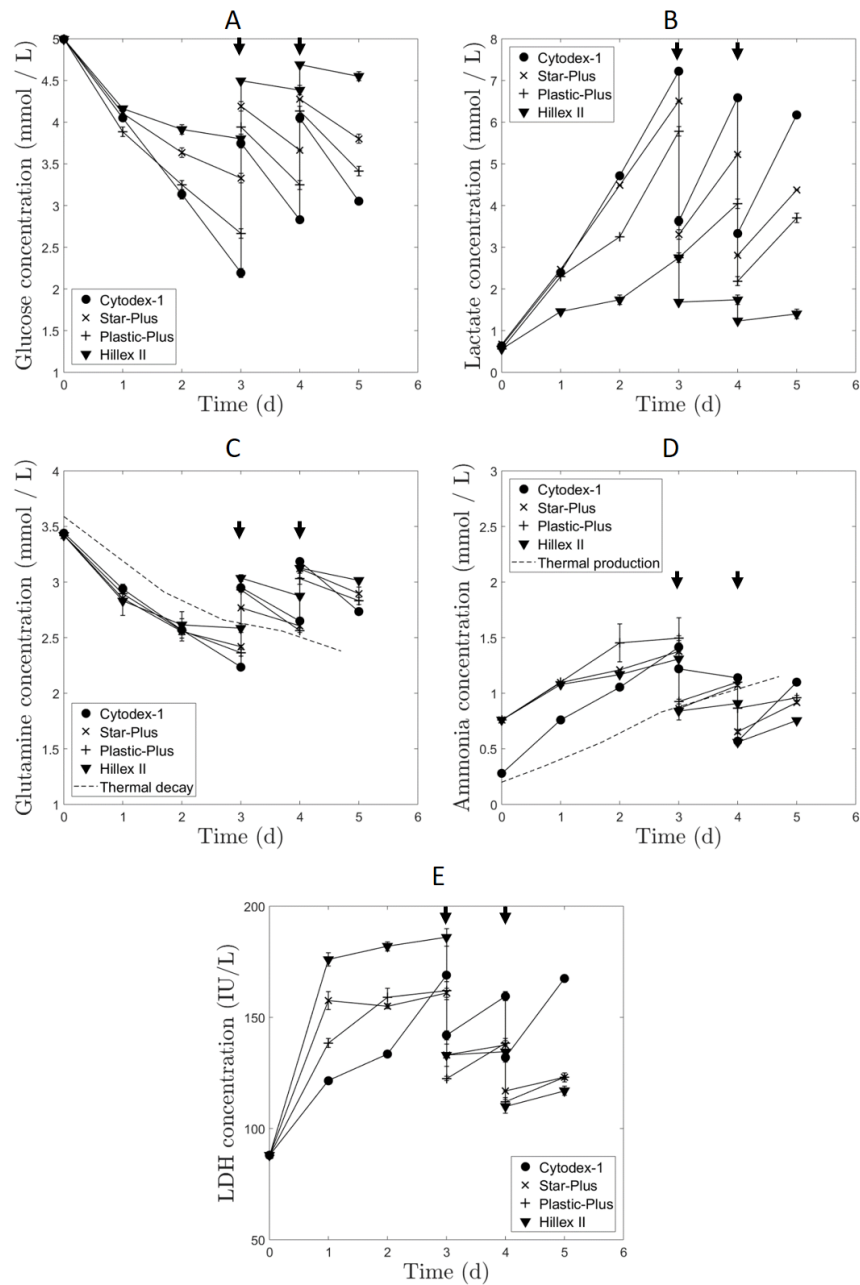 A
Glucose concentration (mmol / L)
5
4.5
4
3.5
3
2.5
2
1.5
1
0 1 2 3 4 5 6
Time (d)
Cytodex-1
Star-Plus
Plastic-Plus
Hillex II
B
Lactate concentration (mmol / L)
8
7
6
5
4
3
2
1
0
0 1 2 3 4 5 6
Time (d)
Cytodex-1
Star-Plus
Plastic-Plus
Hillex II
C
Glutamine concentration (mmol / L)
4
3.5
3
2.5
2
1.5
1
0 1 2 3 4 5 6
Time (d)
Cytodex-1
Star-Plus
Plastic-Plus
Hillex II
Thermal decay
D
Ammonia concentration (mmol / L)
3
2.5
2
1.5
1
0.5
0
0 1 2 3 4 5 6
Time (d)
Cytodex-1
Star-Plus
Plastic-Plus
Hillex II
Thermal production
E
LDH concentration (IU/L)
200
150
100
50
0 1 2 3 4 5 6
Time (d)
Cytodex-1
Star-Plus
Plastic-Plus
Hillex II